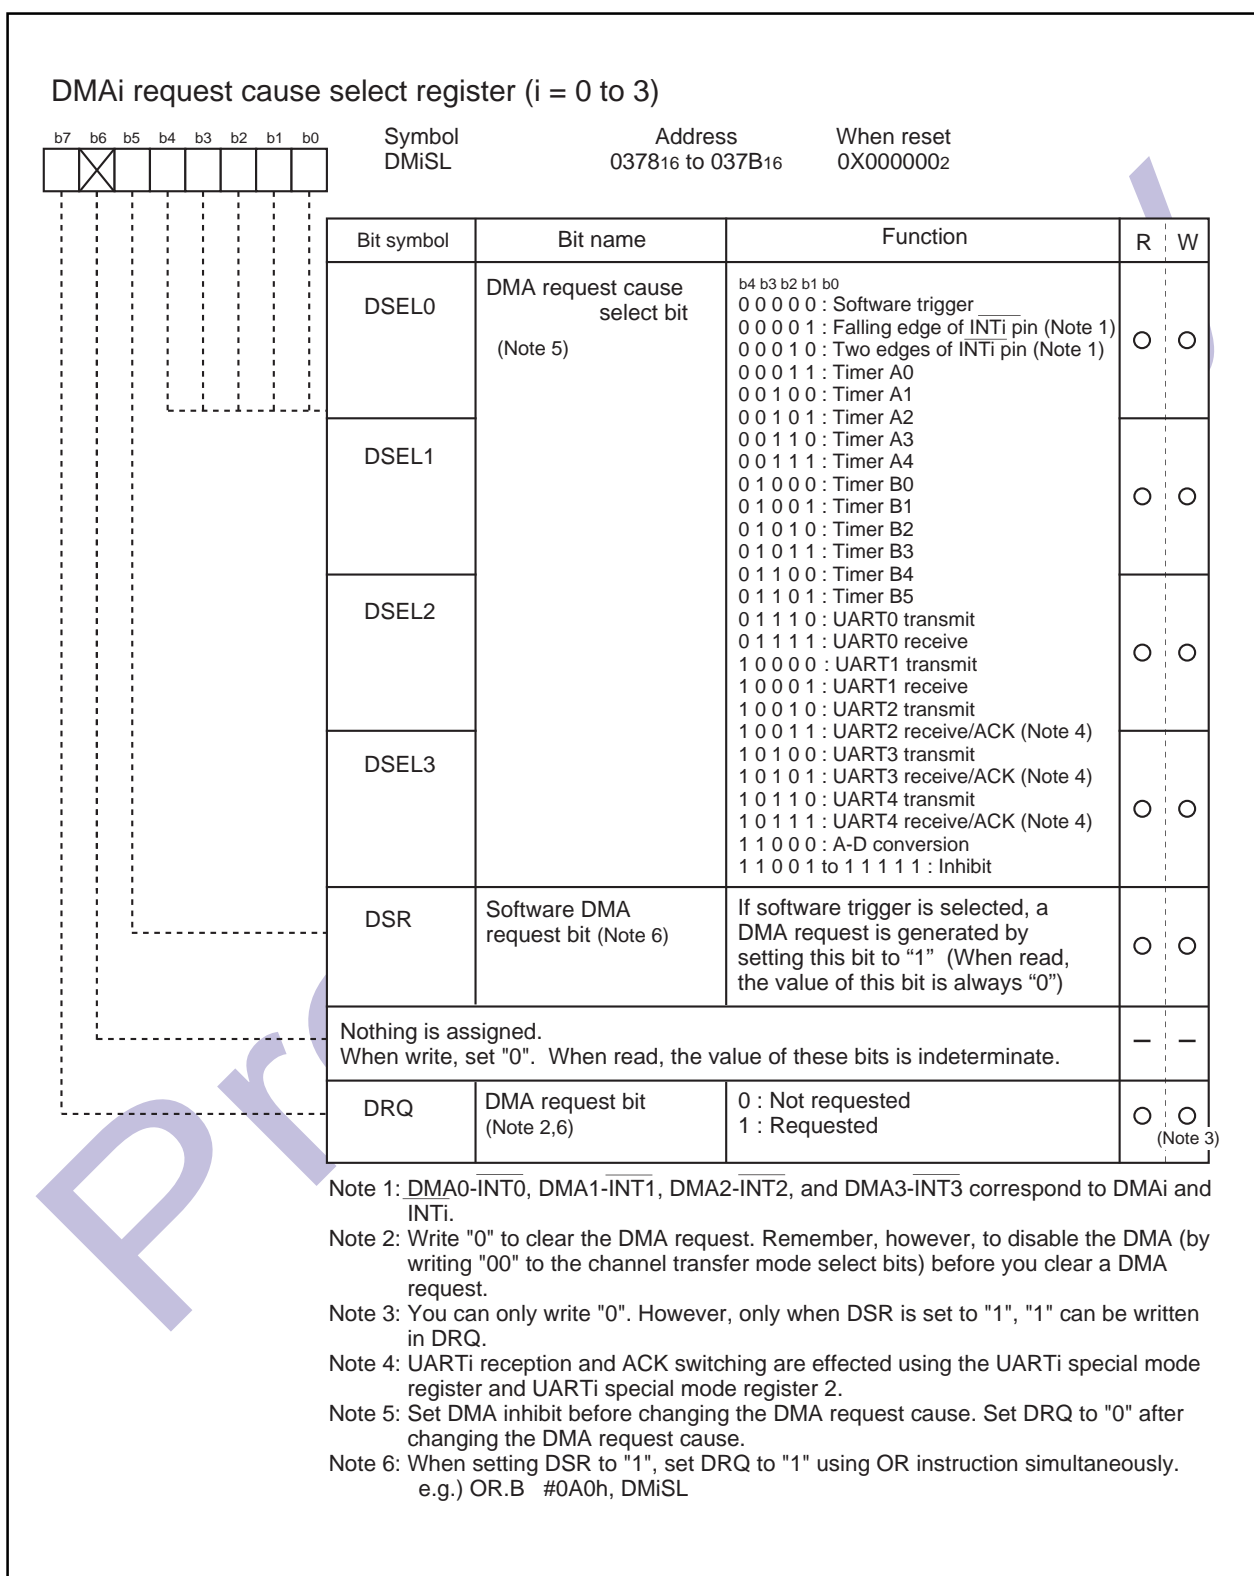 DMAi request cause select register (i = 0 to 3)
b7 b6 b5 b4 b3 b2 b1 b0
Symbol Address When reset
DMiSL 037816 to 037B16 0X0000002
Bit symbol Bit name Function R W
DSEL0
DMA request cause
select bit
(Note 5)
b4 b3 b2 b1 b0
0 0 0 0 0 : Software trigger
0 0 0 0 1 : Falling edge of INTi pin (Note 1)
0 0 0 1 0 : Two edges of INTi pin (Note 1)
0 0 0 1 1 : Timer A0
0 0 1 0 0 : Timer A1
0 0 1 0 1 : Timer A2
0 0 1 1 0 : Timer A3
0 0 1 1 1 : Timer A4
0 1 0 0 0 : Timer B0
0 1 0 0 1 : Timer B1
0 1 0 1 0 : Timer B2
0 1 0 1 1 : Timer B3
0 1 1 0 0 : Timer B4
0 1 1 0 1 : Timer B5
0 1 1 1 0 : UART0 transmit
0 1 1 1 1 : UART0 receive
1 0 0 0 0 : UART1 transmit
1 0 0 0 1 : UART1 receive
1 0 0 1 0 : UART2 transmit
1 0 0 1 1 : UART2 receive/ACK (Note 4)
1 0 1 0 0 : UART3 transmit
1 0 1 0 1 : UART3 receive/ACK (Note 4)
1 0 1 1 0 : UART4 transmit
1 0 1 1 1 : UART4 receive/ACK (Note 4)
1 1 0 0 0 : A-D conversion
1 1 0 0 1 to 1 1 1 1 1 : Inhibit
DSEL1
DSEL2
DSEL3
DSR
Software DMA
request bit (Note 6)
If software trigger is selected, a
DMA request is generated by
setting this bit to “1” (When read,
the value of this bit is always “0”)
Nothing is assigned.
When write, set "0". When read, the value of these bits is indeterminate.
DRQ
DMA request bit
(Note 2,6)
0 : Not requested
1 : Requested
(Note 3)
Note 1: DMA0-INT0, DMA1-INT1, DMA2-INT2, and DMA3-INT3 correspond to DMAi and
INTi.
Note 2: Write "0" to clear the DMA request. Remember, however, to disable the DMA (by
writing "00" to the channel transfer mode select bits) before you clear a DMA
request.
Note 3: You can only write "0". However, only when DSR is set to "1", "1" can be written
in DRQ.
Note 4: UARTi reception and ACK switching are effected using the UARTi special mode
register and UARTi special mode register 2.
Note 5: Set DMA inhibit before changing the DMA request cause. Set DRQ to "0" after
changing the DMA request cause.
Note 6: When setting DSR to "1", set DRQ to "1" using OR instruction simultaneously.
e.g.) OR.B #0A0h, DMiSL